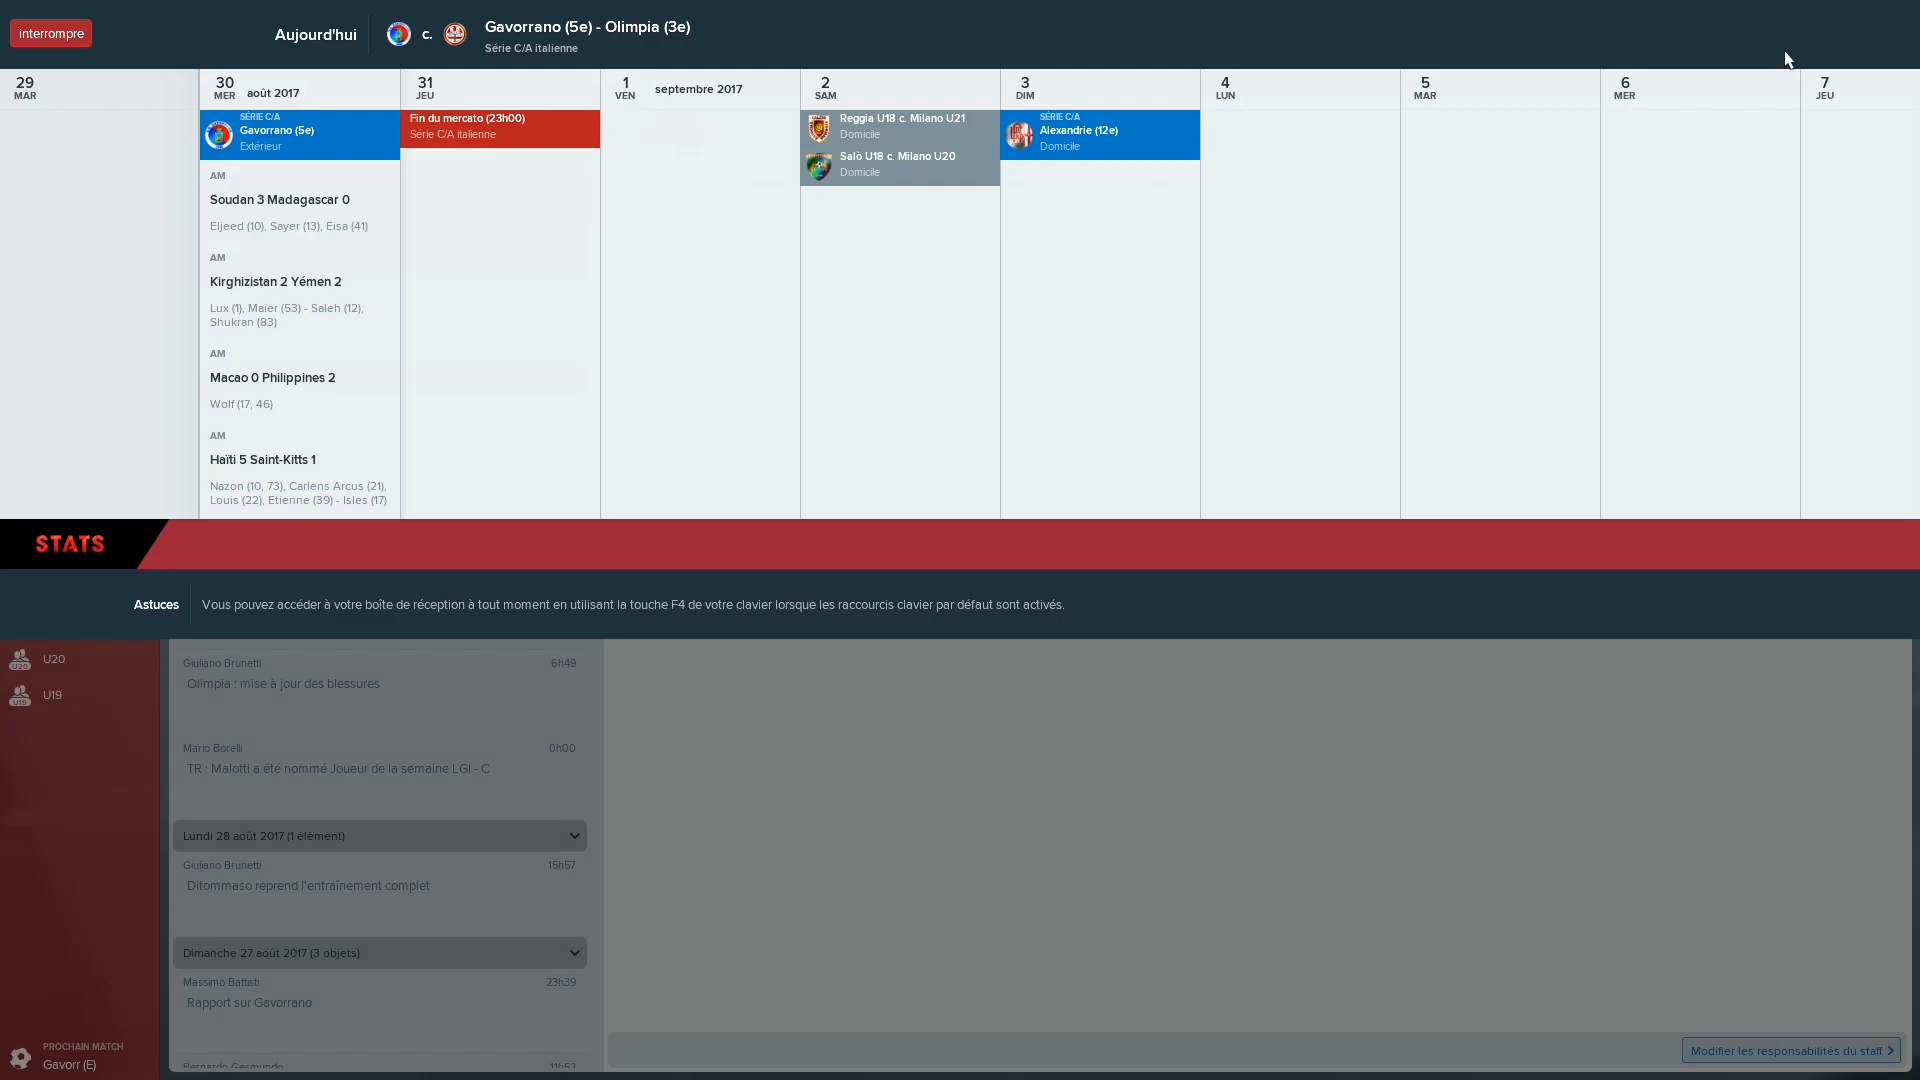 interrompre
Aujourd'hui
c.
Gavorrano (5e) - Olimpia (3e)
Série C/A italienne
29
MAR
30
MER
août 2017
31
JEU
1
VEN
septembre 2017
2
SAM
3
DIM
4
LUN
5
MAR
6
MER
7
JEU
SÉRIE C/A
Gavorrano (5e)
Extérieur
Fin du mercato (23h00)
Série C/A italienne
Reggia U18 c. Milano U21
Domicile
Salò U18 c. Milano U20
Domicile
SÉRIE C/A
Alexandrie (12e)
Domicile
AM
Soudan 3 Madagascar 0
Eljeed (10), Sayer (13), Eisa (41)
AM
Kirghizistan 2 Yémen 2
Lux (1), Maier (53) - Saleh (12),
Shukran (83)
AM
Macao 0 Philippines 2
Wolf (17, 46)
AM
Haïti 5 Saint-Kitts 1
Nazon (10, 73), Carlens Arcus (21),
Louis (22), Etienne (39) - Isles (17)
STATS
Astuces
Vous pouvez accéder à votre boîte de réception à tout moment en utilisant la touche F4 de votre clavier lorsque les raccourcis clavier par défaut sont activés.
U20
U20
U19
U19
Giuliano Brunetti
6h49
Olimpia : mise à jour des blessures
Mario Borelli
0h00
TR : Malotti a été nommé Joueur de la semaine LGI - C
Lundi 28 août 2017 (1 élément)
Giuliano Brunetti
15h57
Ditommaso reprend l'entraînement complet
Dimanche 27 août 2017 (3 objets)
Massimo Battisti
23h39
Rapport sur Gavorrano
Bernardo Gesmundo
11h52
PROCHAIN MATCH
Gavorr (E)
Modifier les responsabilités du staff